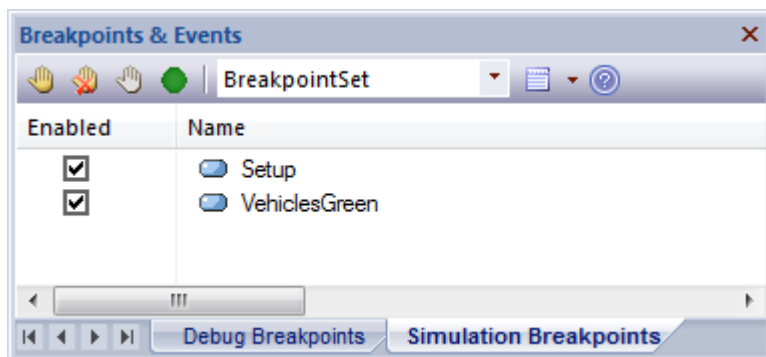 Breakpoints & Events
BreakpointSet
Enabled Name
Setup
VehiclesGreen
Debug Breakpoints Simulation Breakpoints